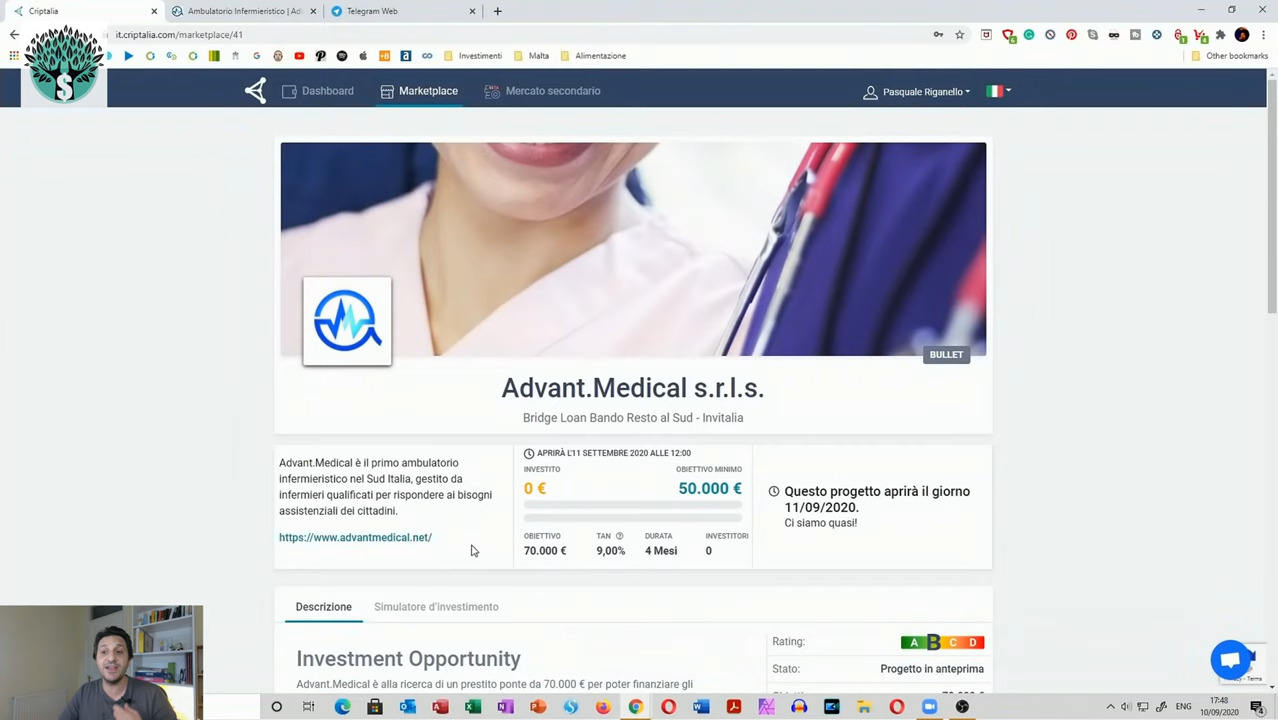 Criptalia
Ambulatorio Infermieristico | Adv
Telegram Web
it.criptalia.com/marketplace/41
Investimenti
Malta
Alimentazione
Other bookmarks
S
Dashboard
Marketplace
BETA
Mercato secondario
Pasquale Riganello
BULLET
Advant.Medical s.r.l.s.
Bridge Loan Bando Resto al Sud - Invitalia
Advant.Medical è il primo ambulatorio
infermieristico nel Sud Italia, gestito da
infermieri qualificati per rispondere ai bisogni
assistenziali dei cittadini.
https://www.advantmedical.net/
APRIRÀ L'11 SETTEMBRE 2020 ALLE 12:00
INVESTITO
OBIETTIVO MINIMO
0 €
50.000 €
OBIETTIVO
TAN
DURATA
INVESTITORI
70.000 €
9,00%
4 Mesi
0
Questo progetto aprirà il giorno
11/09/2020.
Ci siamo quasi!
Descrizione
Simulatore d'investimento
Investment Opportunity
Advant.Medical è alla ricerca di un prestito ponte da 70.000 € per poter finanziare gli
Rating:
A B C D
Stato:
Progetto in anteprima
- Terms
ENG
17:48
10/09/2020
4